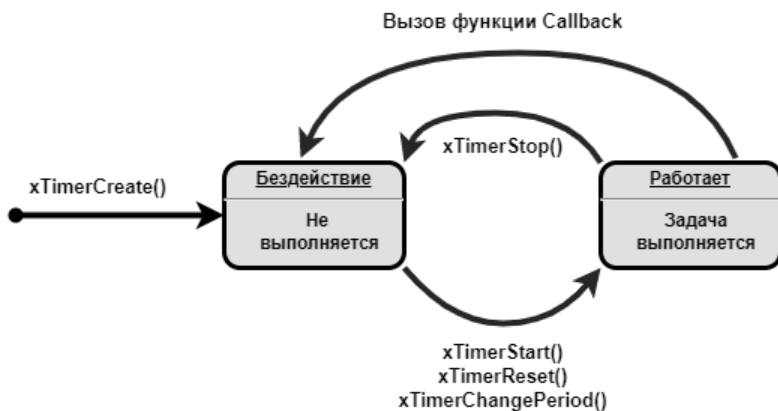 Вызов функции Callback
xTimerStop()
xTimerCreate()
Бездействие
Не
выполняется
Работает
Задача
выполняется
xTimerStart()
xTimerReset()
xTimerChangePeriod()